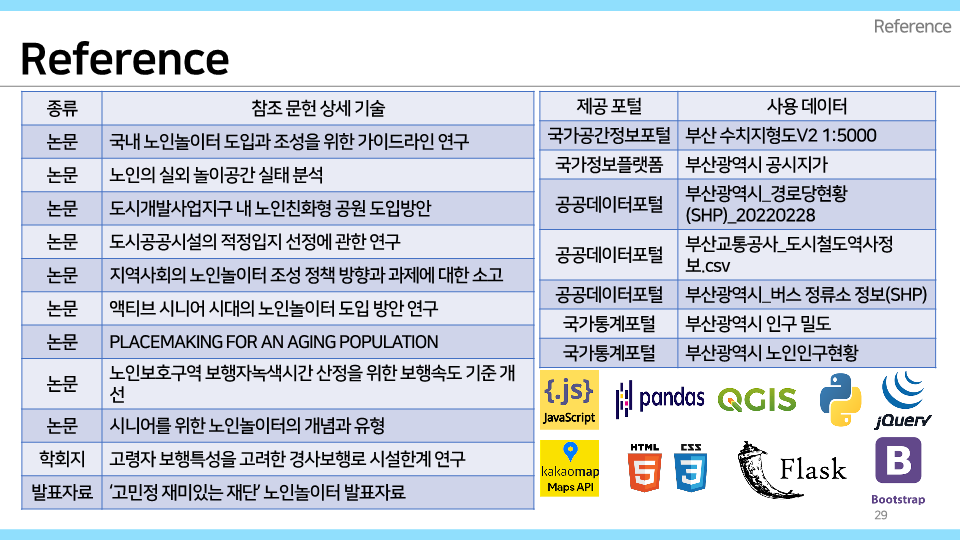 Reference
Reference
종류 참조 문헌 상세 기술
논문 국내 노인놀이터 도입과 조성을 위한 가이드라인 연구
논문 노인의 실외 놀이공간 실태 분석
논문 도시개발사업지구 내 노인친화형 공원 도입방안
논문 도시공공시설의 적정입지 선정에 관한 연구
논문 지역사회의 노인놀이터 조성 정책 방향과 과제에 대한 소고
논문 액티브 시니어 시대의 노인놀이터 도입 방안 연구
논문 PLACEMAKING FOR AN AGING POPULATION
논문 노인보호구역 보행자녹색시간 산정을 위한 보행속도 기준 개
선
논문 시니어를 위한 노인놀이터의 개념과 유형
학회지 고령자 보행특성을 고려한 경사보행로 시설한계 연구
발표자료 ‘고민정 재미있는 재단’ 노인놀이터 발표자료
제공 포털 사용 데이터
국가공간정보포털 부산 수치지형도V2 1:5000
국가정보플랫폼 부산광역시 공시지가
공공데이터포털 부산광역시_경로당현황
(SHP)_20220228
공공데이터포털 부산교통공사_도시철도역사정
보.csv
공공데이터포털 부산광역시_버스 정류소 정보(SHP)
국가통계포털 부산광역시 인구 밀도
국가통계포털 부산광역시 노인인구현황
{.js}
JavaScript
pandas
QGIS
jQuery
kakaomap
Maps API
HTML
5
CSS
3
Flask
B
Bootstrap
29